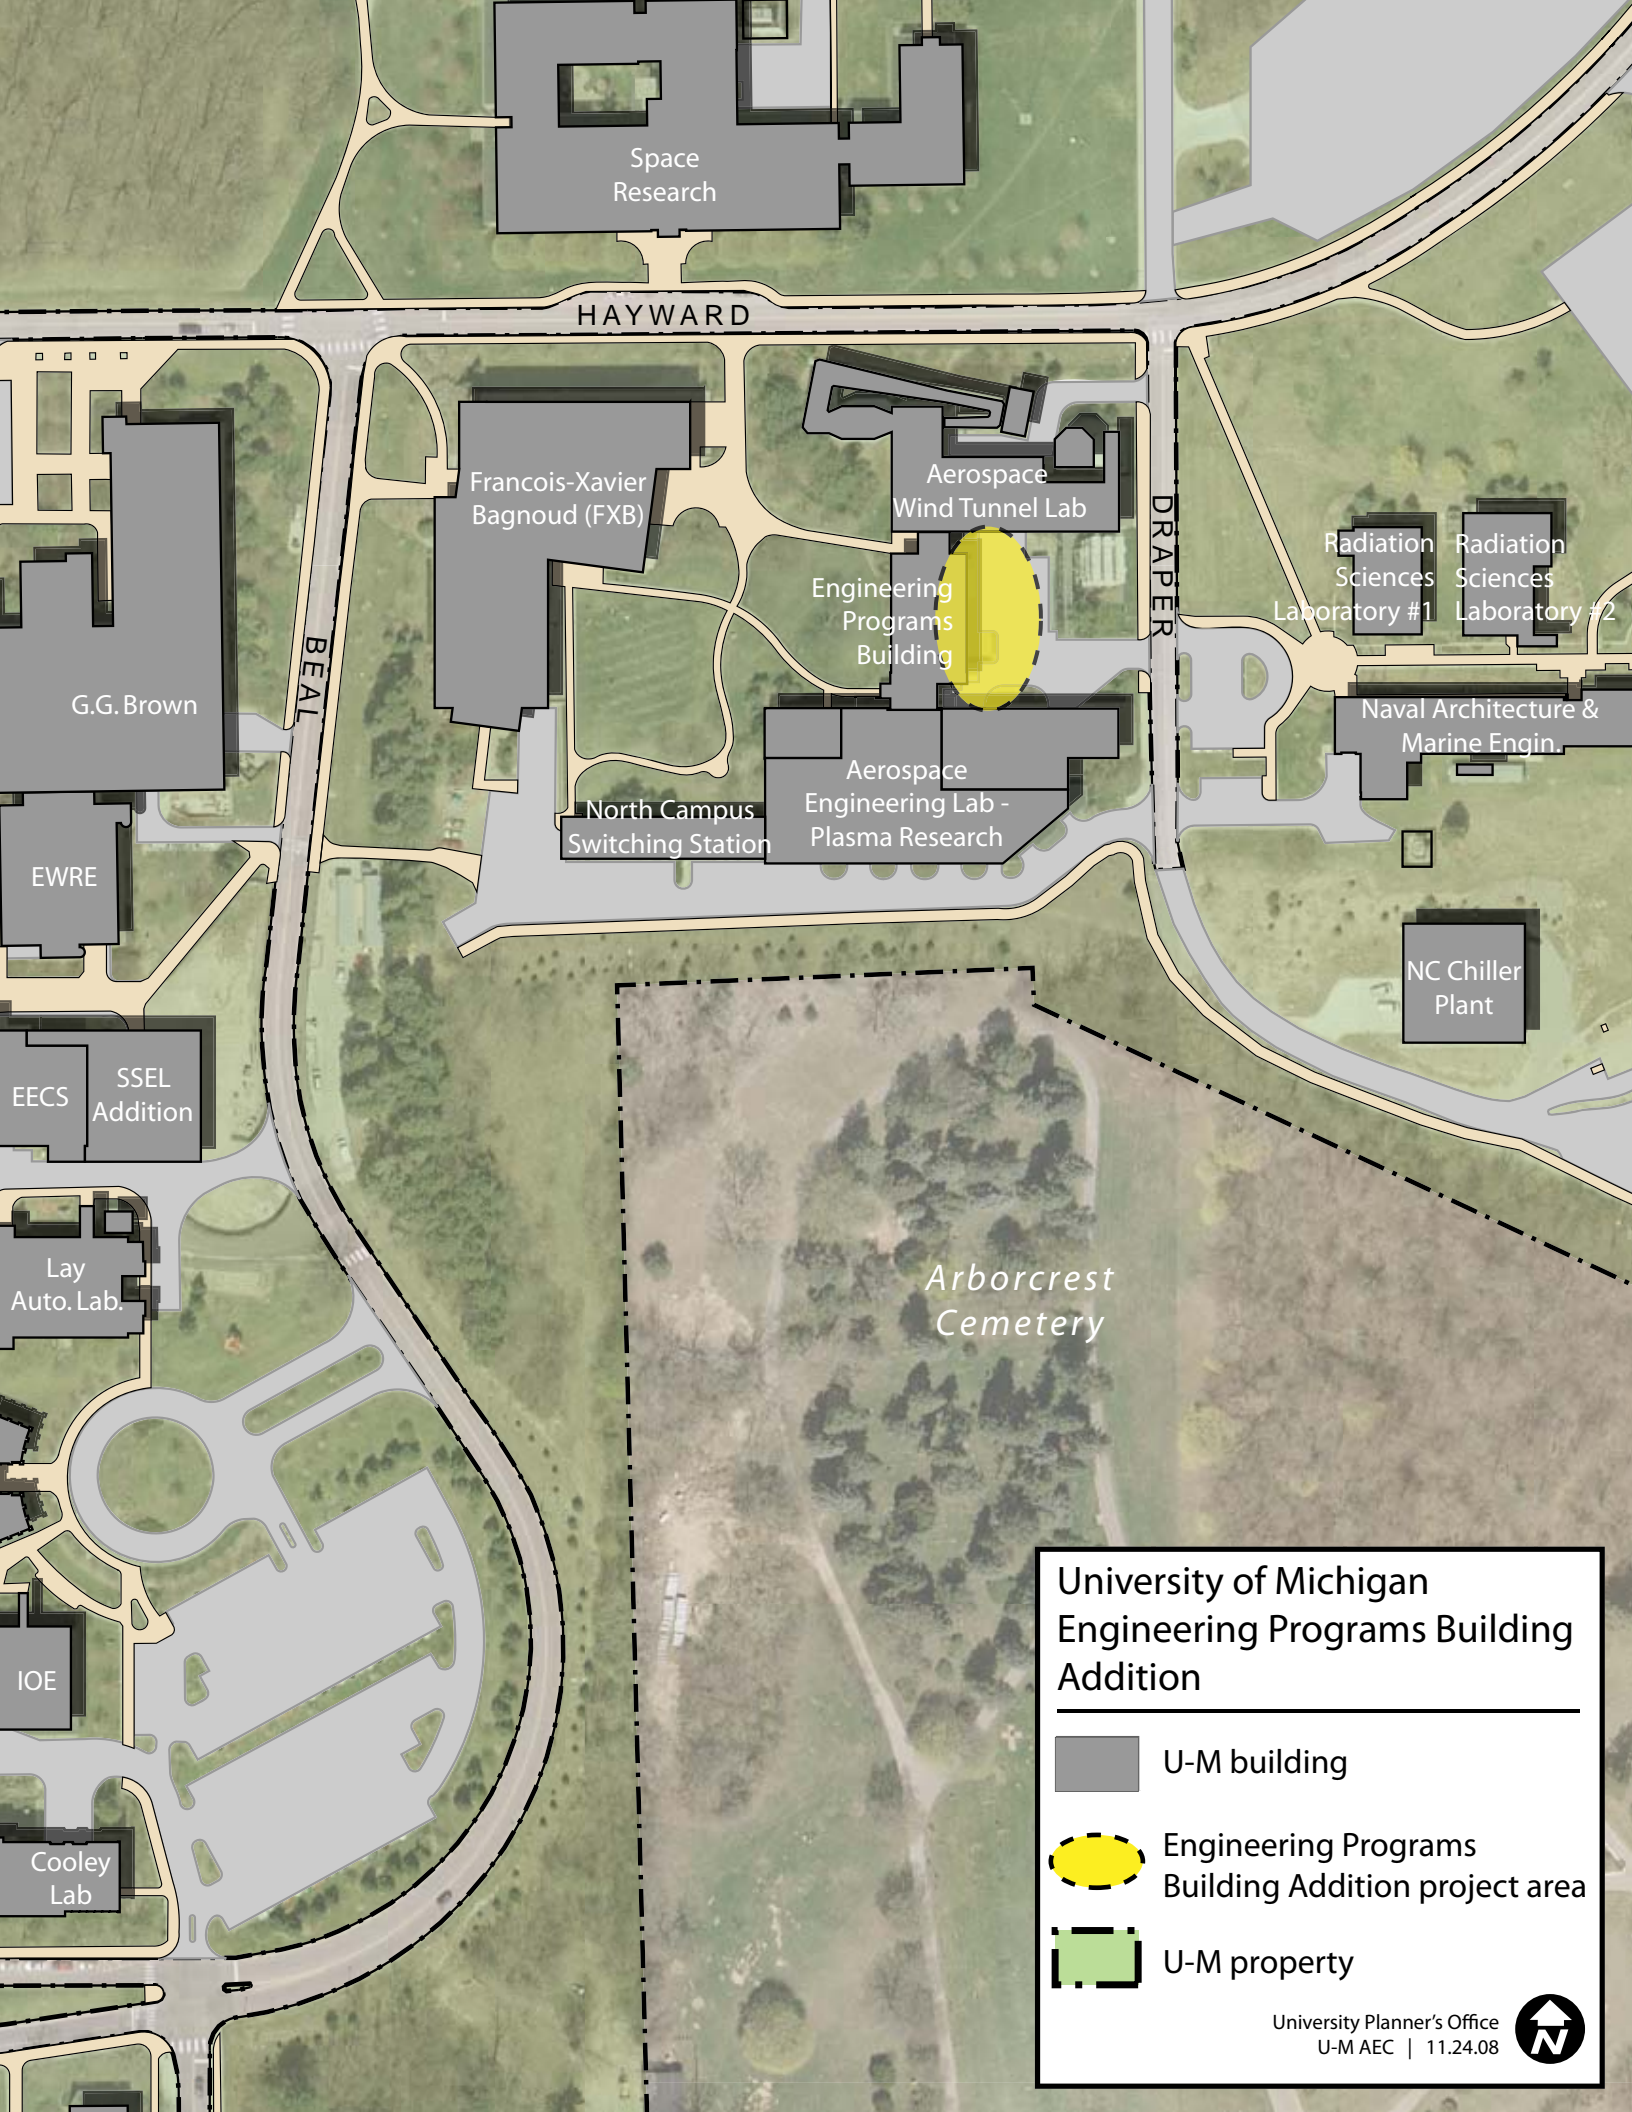 Space
Research
HAYWARD
Francois-Xavier
Bagnoud (FXB)
Aerospace
Wind Tunnel Lab
DRAPER
Radiation
Sciences
Laboratory #1
Radiation
Sciences
Laboratory #2
Engineering
Programs
Building
BEAL
G.G. Brown
Naval Architecture &
Marine Engin.
Aerospace
Engineering Lab -
Plasma Research
North Campus
Switching Station
EWRE
NC Chiller
Plant
EECS
SSEL
Addition
Lay
Auto. Lab.
Arborcrest
Cemetery
IOE
Cooley
Lab
University of Michigan
Engineering Programs Building
Addition
U-M building
Engineering Programs
Building Addition project area
U-M property
University Planner's Office
U-M AEC | 11.24.08
N